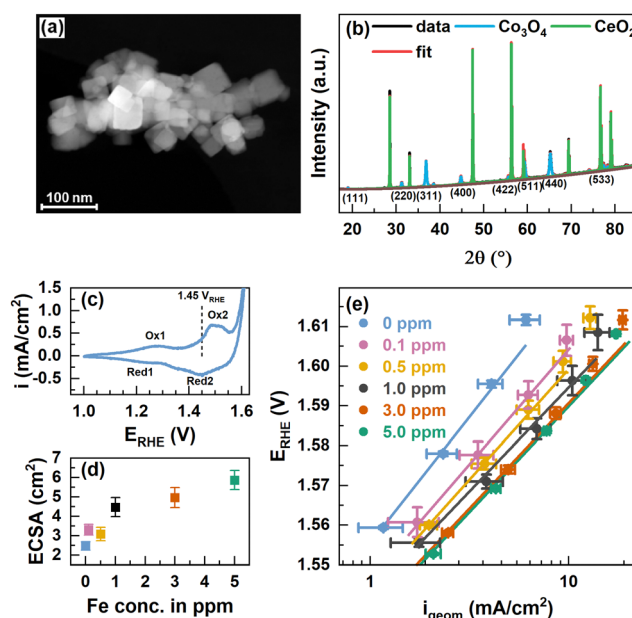 (a)
100 nm
(b)
data Co₃O₄ CeO₂
fit
Intensity (a.u.)
(111)
(220)
(311)
(400)
(422)
(511)
(440)
(533)
20 30 40 50 60 70 80
2θ (°)
(c)
1.45 V_RHE
Ox1
Ox2
Red1
Red2
i (mA/cm²)
1.5
1.0
0.5
0.0
-0.5
1.0 1.2 1.4 1.6
E_RHE (V)
(d)
ECSA (cm²)
7
6
5
4
3
2
0 1 2 3 4 5
Fe conc. in ppm
(e)
0 ppm
0.1 ppm
0.5 ppm
1.0 ppm
3.0 ppm
5.0 ppm
E_RHE (V)
1.61
1.60
1.59
1.58
1.57
1.56
1.55
1 10
i_geom (mA/cm²)